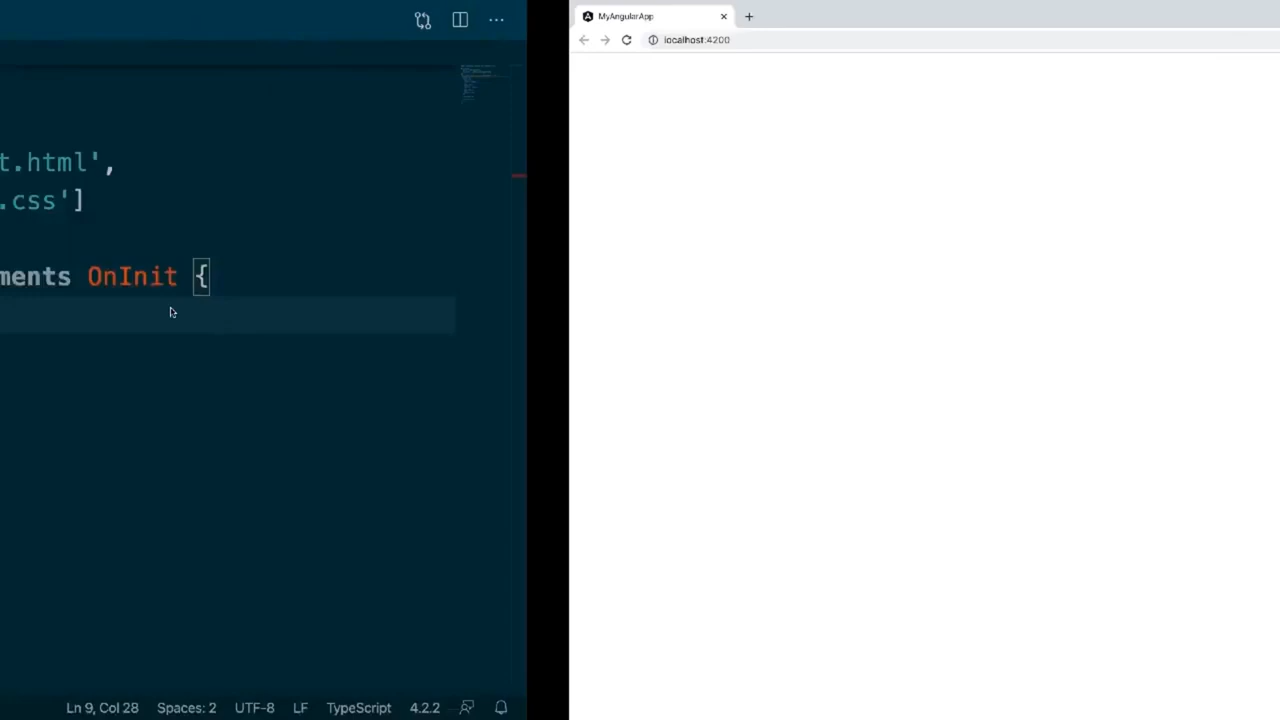 MyAngularApp
localhost:4200
t.html',
.css']
ments OnInit {
Ln 9, Col 28 Spaces: 2 UTF-8 LF TypeScript 4.2.2